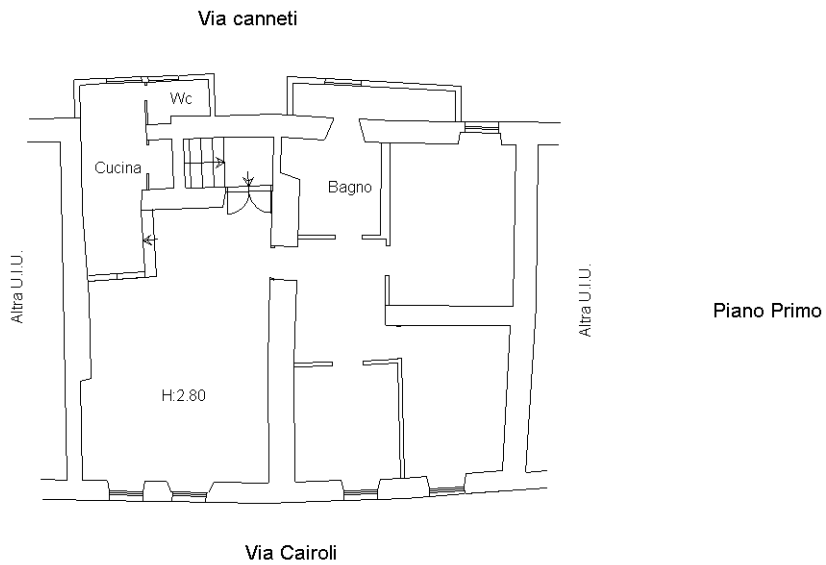 Via canneti
Wc
Cucina
Bagno
Altra U.I.U.
Altra U.I.U.
Piano Primo
H:2.80
Via Cairoli